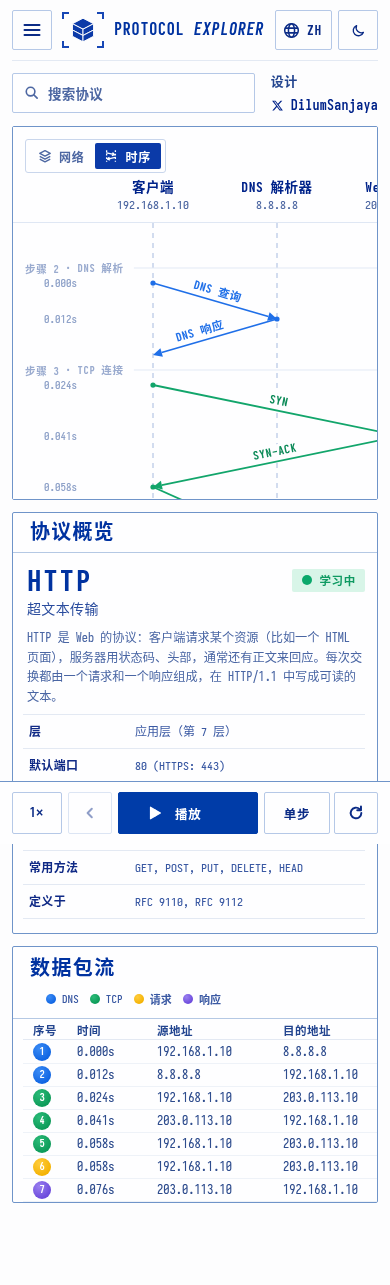 PROTOCOL EXPLORER
ZH
搜索协议
设计
DilumSanjaya
网络
时序
客户端
192.168.1.10
DNS 解析器
8.8.8.8
步骤 2 · DNS 解析
0.000s
DNS 查询
0.012s
DNS 响应
步骤 3 · TCP 连接
0.024s
SYN
0.041s
SYN-ACK
0.058s
协议概览
HTTP
学习中
超文本传输
HTTP 是 Web 的协议：客户端请求某个资源（比如一个 HTML
页面），服务器用状态码、头部，通常还有正文来回应。每次交
换都由一个请求和一个响应组成，在 HTTP/1.1 中写成可读的
文本。
层 应用层（第 7 层）
默认端口 80 (HTTPS: 443)
1×
播放
单步
常用方法 GET, POST, PUT, DELETE, HEAD
定义于 RFC 9110, RFC 9112
数据包流
DNS TCP 请求 响应
序号 时间 源地址 目的地址
1 0.000s 192.168.1.10 8.8.8.8
2 0.012s 8.8.8.8 192.168.1.10
3 0.024s 192.168.1.10 203.0.113.10
4 0.041s 203.0.113.10 192.168.1.10
5 0.058s 192.168.1.10 203.0.113.10
6 0.058s 192.168.1.10 203.0.113.10
7 0.076s 203.0.113.10 192.168.1.10